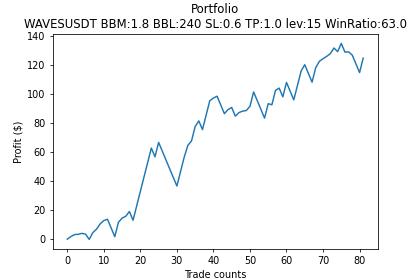 Portfolio
WAVESUSDT BBM:1.8 BBL:240 SL:0.6 TP:1.0 lev:15 WinRatio:63.0
140
120
100
80
60
40
20
0
Profit ($)
0 10 20 30 40 50 60 70 80
Trade counts